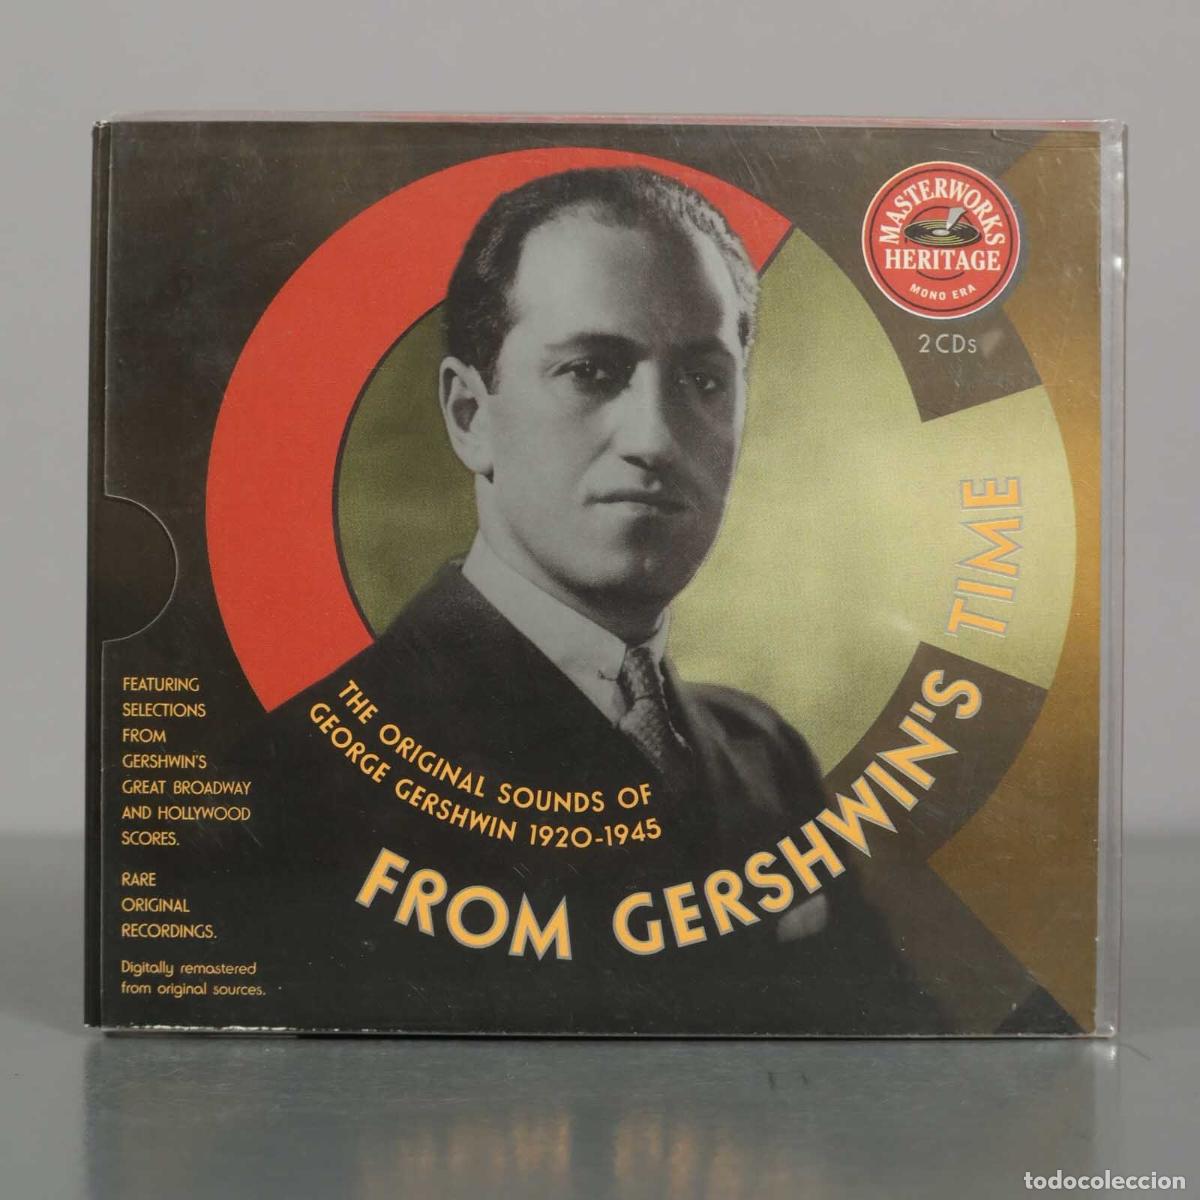 MASTERWORKS
HERITAGE
MONO ERA
2 CDs
FEATURING
SELECTIONS
FROM
GERSHWIN'S
GREAT BROADWAY
AND HOLLYWOOD
SCORES.
RARE
ORIGINAL
RECORDINGS.
Digitally remastered
from original sources.
THE ORIGINAL SOUNDS OF
GEORGE GERSHWIN 1920-1945
FROM GERSHWIN'S TIME
todocoleccion